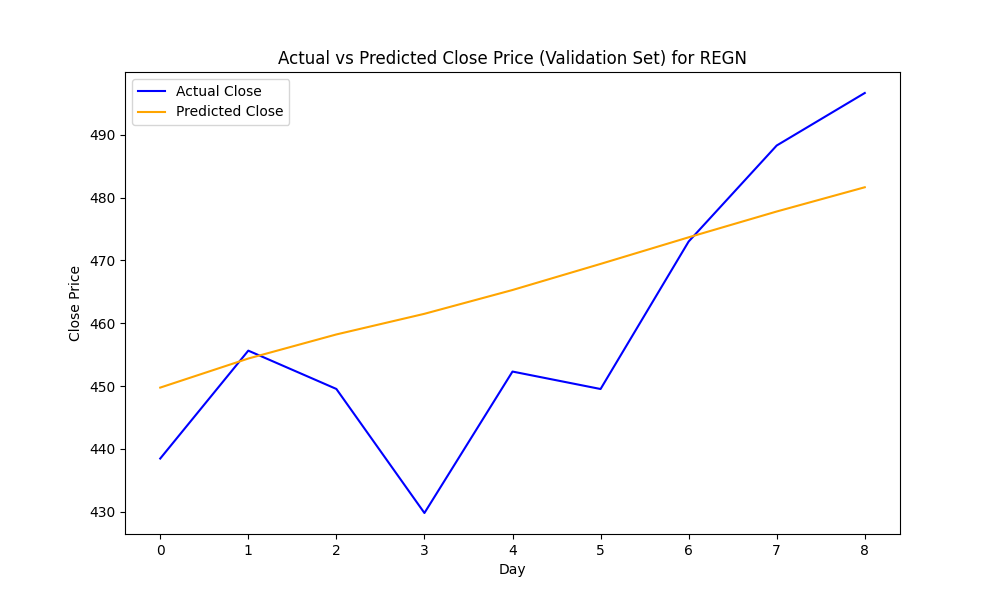 Actual vs Predicted Close Price (Validation Set) for REGN
Actual Close
Predicted Close
490
480
470
460
450
440
430
Close Price
0 1 2 3 4 5 6 7 8
Day